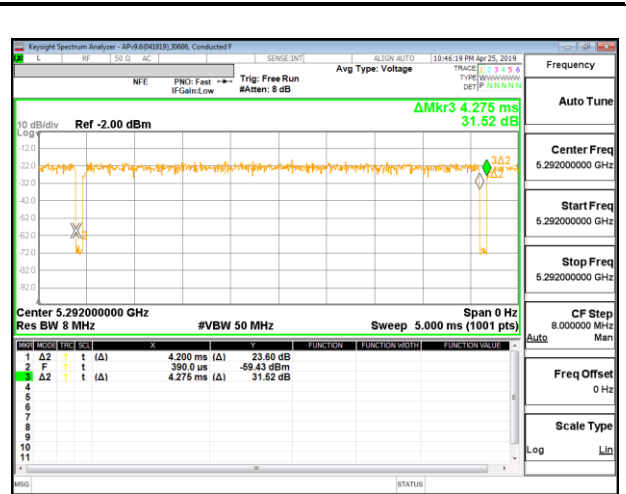 Keysight Spectrum Analyzer - APv9.6(041819),30606, Conducted F
L RF 50 Ω AC SENSE:INT ALIGN AUTO 10:46:19 PM Apr 25, 2019
NFE PNO: Fast Trig: Free Run Avg Type: Voltage TRACE 1 2 3 4 5 6
IFGain:Low #Atten: 8 dB TYPE WWWWWW
DET P N N N N N
ΔMkr3 4.275 ms
31.52 dB
10 dB/div Ref -2.00 dBm
Log
-12.0
-22.0
-32.0
-42.0
-52.0
-62.0
-72.0
-82.0
-92.0
3Δ2
1Δ2
2
Center 5.292000000 GHz Span 0 Hz
Res BW 8 MHz #VBW 50 MHz Sweep 5.000 ms (1001 pts)
MKR MODE TRC SCL X Y FUNCTION FUNCTION WIDTH FUNCTION VALUE
1 Δ2 1 t (Δ) 4.200 ms (Δ) 23.60 dB
2 F 1 t 390.0 µs -59.43 dBm
3 Δ2 1 t (Δ) 4.275 ms (Δ) 31.52 dB
4
5
6
7
8
9
10
11
MSG STATUS
Frequency
Auto Tune
Center Freq
5.292000000 GHz
Start Freq
5.292000000 GHz
Stop Freq
5.292000000 GHz
CF Step
8.000000 MHz
Auto Man
Freq Offset
0 Hz
Scale Type
Log Lin